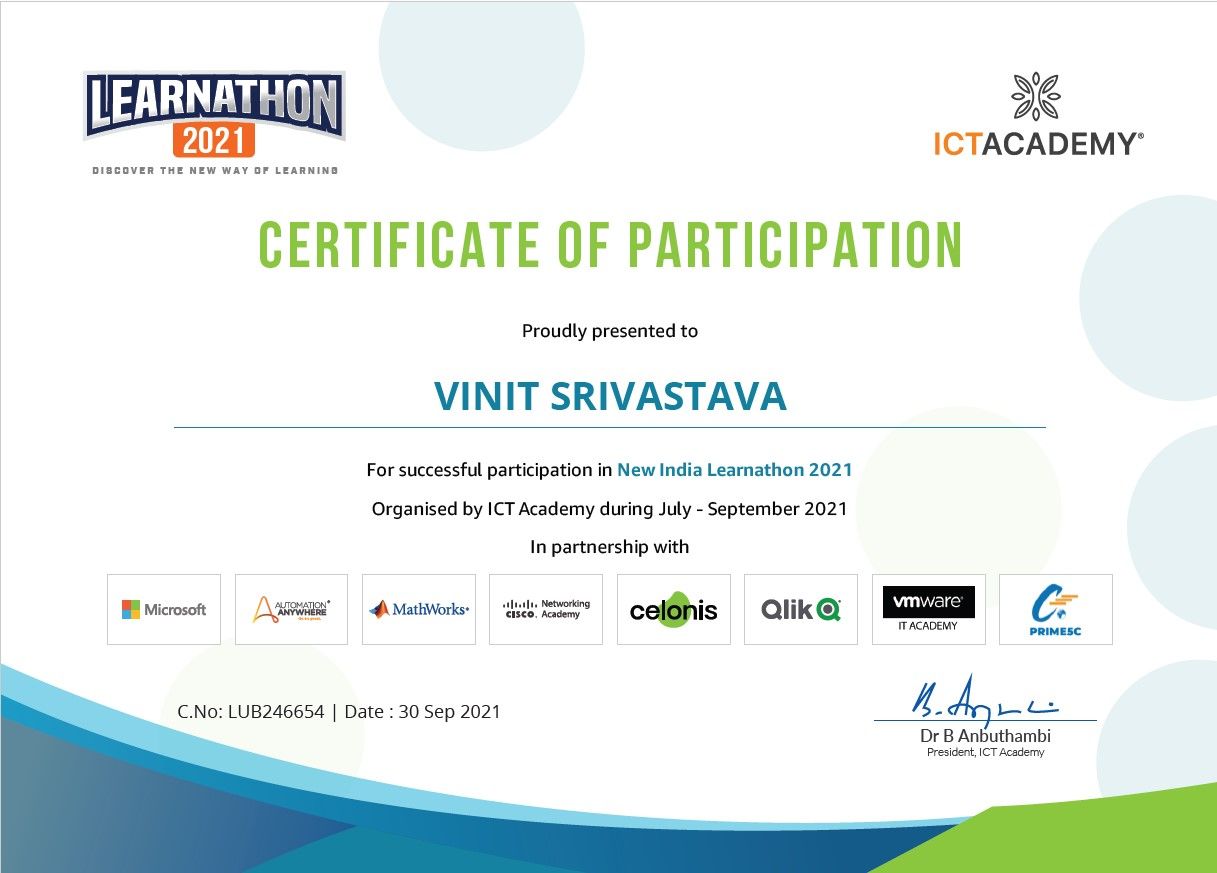 LEARNATHON
2021
DISCOVER THE NEW WAY OF LEARNING
ICTACADEMY®
CERTIFICATE OF PARTICIPATION
Proudly presented to
VINIT SRIVASTAVA
For successful participation in New India Learnathon 2021
Organised by ICT Academy during July - September 2021
In partnership with
Microsoft
AUTOMATION
ANYWHERE
MathWorks®
CISCO. Networking
Academy
celonis
Qlik
vmware®
IT ACADEMY
PRIMESC
C.No: LUB246654 | Date : 30 Sep 2021
Dr B Anbuthambi
President, ICT Academy